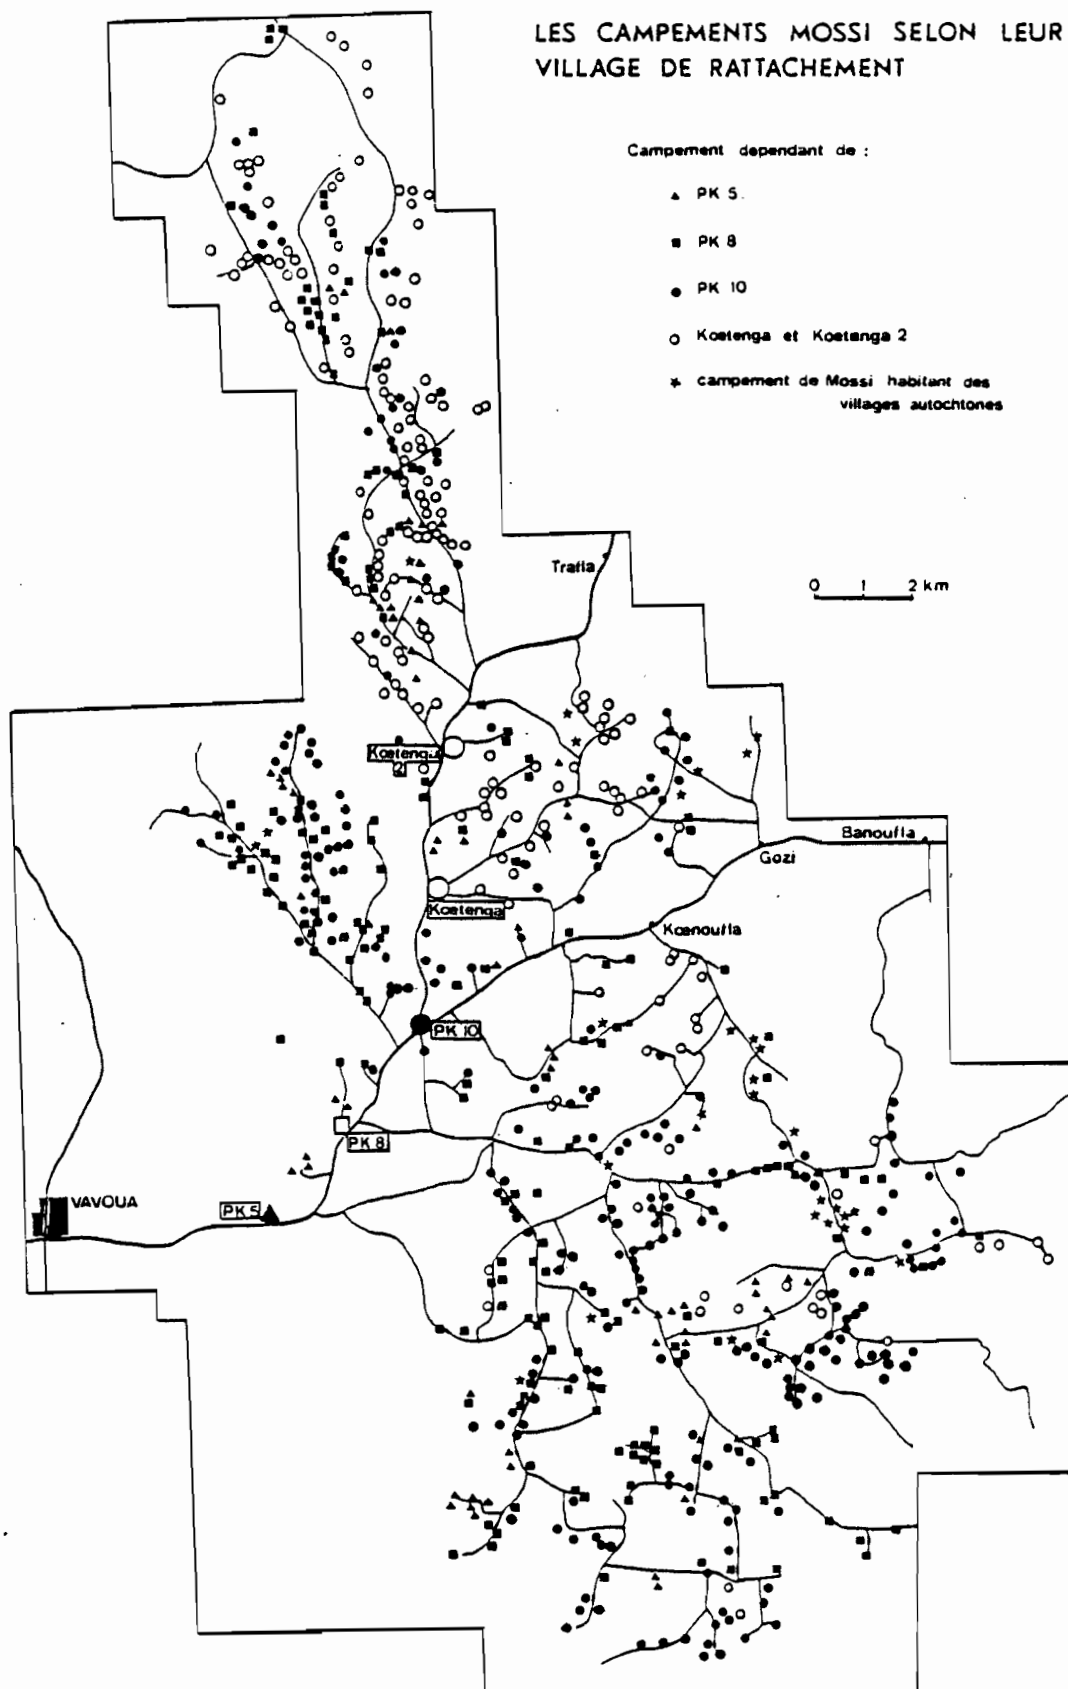 LES CAMPEMENTS MOSSI SELON LEUR
VILLAGE DE RATTACHEMENT
Campement dependant de :
PK 5.
PK 8
PK 10
Koetenga et Koetenga 2
campement de Mossi habitant des
villages autochtones
Trafla
0 1 2 km
Koetenga
2
Banoufla
Gozi
Koetenga
Koenoufla
PK 10
PK 8
VAVOUA
PK 5